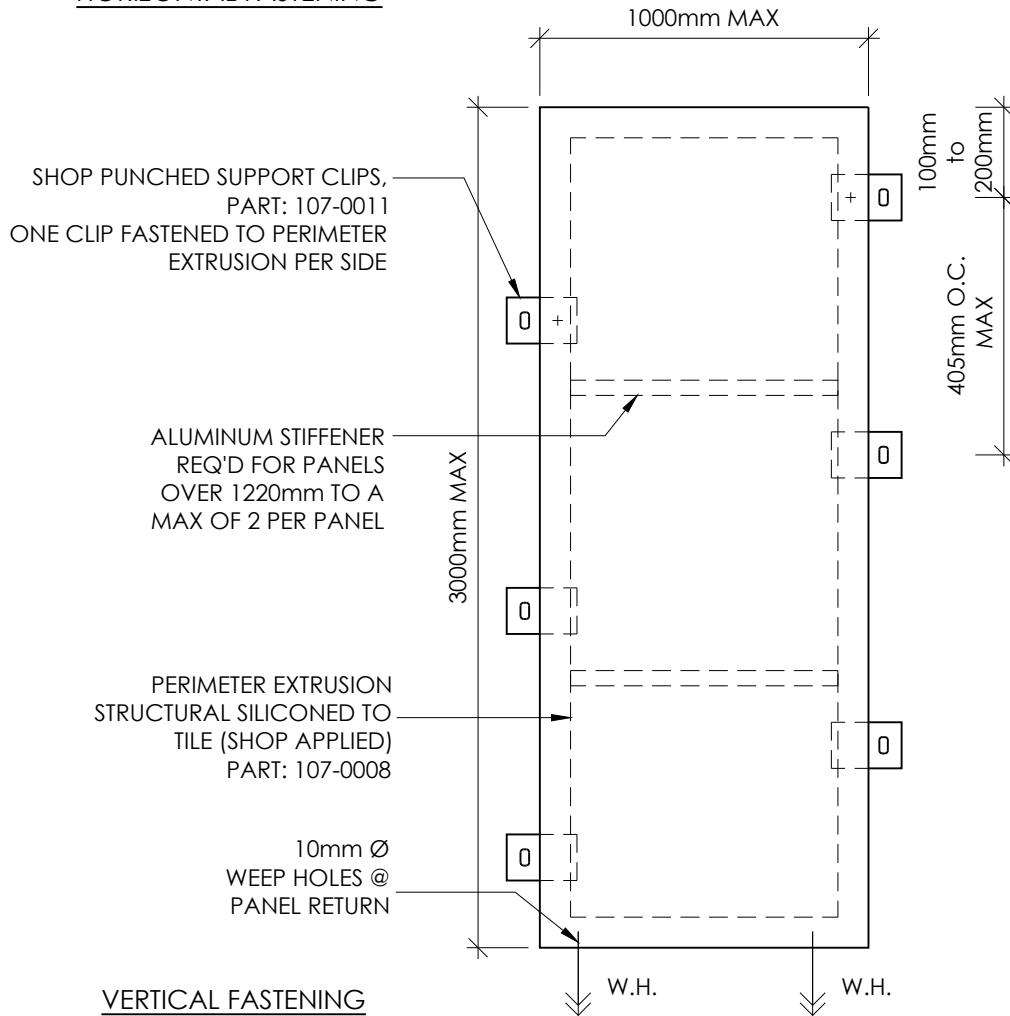 HORIZONTAL FASTENING
1000mm MAX
SHOP PUNCHED SUPPORT CLIPS,
PART: 107-0011
ONE CLIP FASTENED TO PERIMETER
EXTRUSION PER SIDE
100mm
to
200mm
405mm O.C.
MAX
ALUMINUM STIFFENER
REQ'D FOR PANELS
OVER 1220mm TO A
MAX OF 2 PER PANEL
3000mm MAX
PERIMETER EXTRUSION
STRUCTURAL SILICONED TO
TILE (SHOP APPLIED)
PART: 107-0008
10mm Ø
WEEP HOLES @
PANEL RETURN
W.H.
W.H.
VERTICAL FASTENING